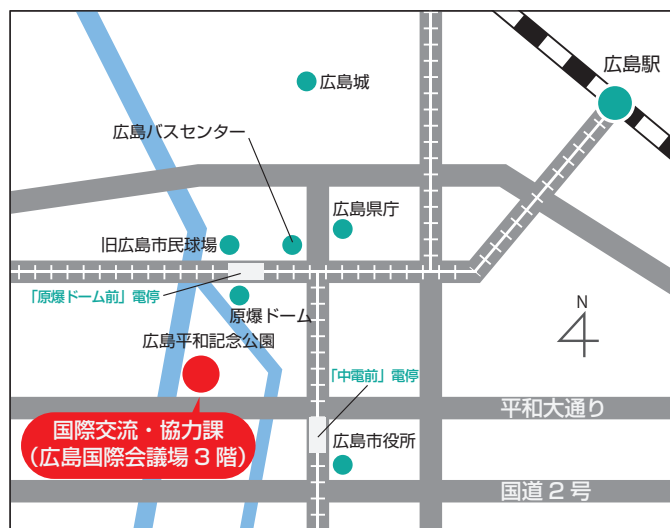 広島駅
広島城
広島バスセンター
広島県庁
旧広島市民球場
「原爆ドーム前」電停
原爆ドーム
N
広島平和記念公園
「中電前」電停
平和大通り
国際交流・協力課
(広島国際会議場3階)
広島市役所
国道2号